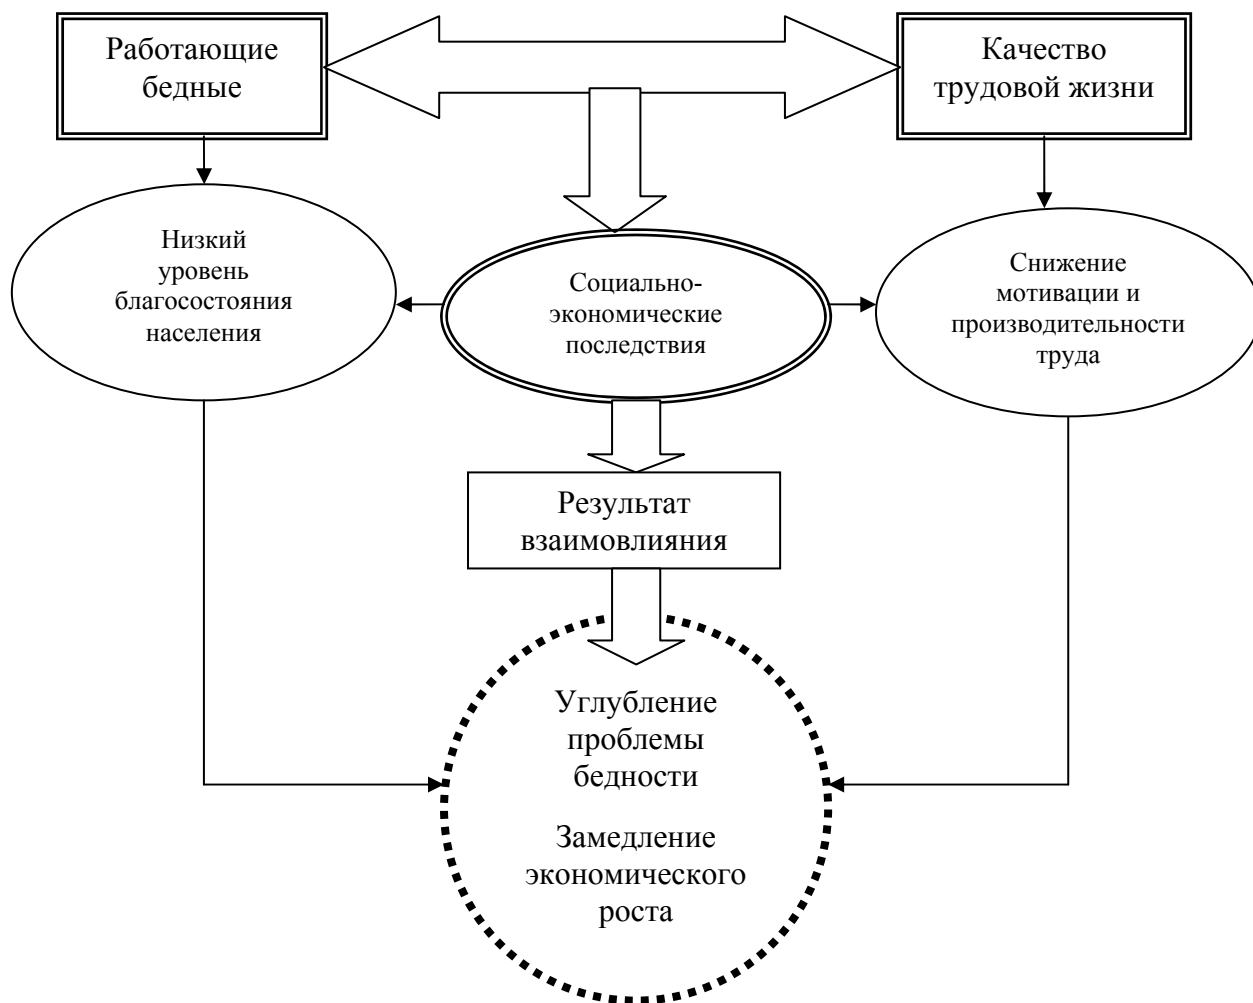 Работающие
бедные
Качество
трудовой жизни
Низкий
уровень
благосостояния
населения
Социально-
экономические
последствия
Снижение
мотивации и
производительности
труда
Результат
взаимовлияния
Углубление
проблемы
бедности
Замедление
экономического
роста